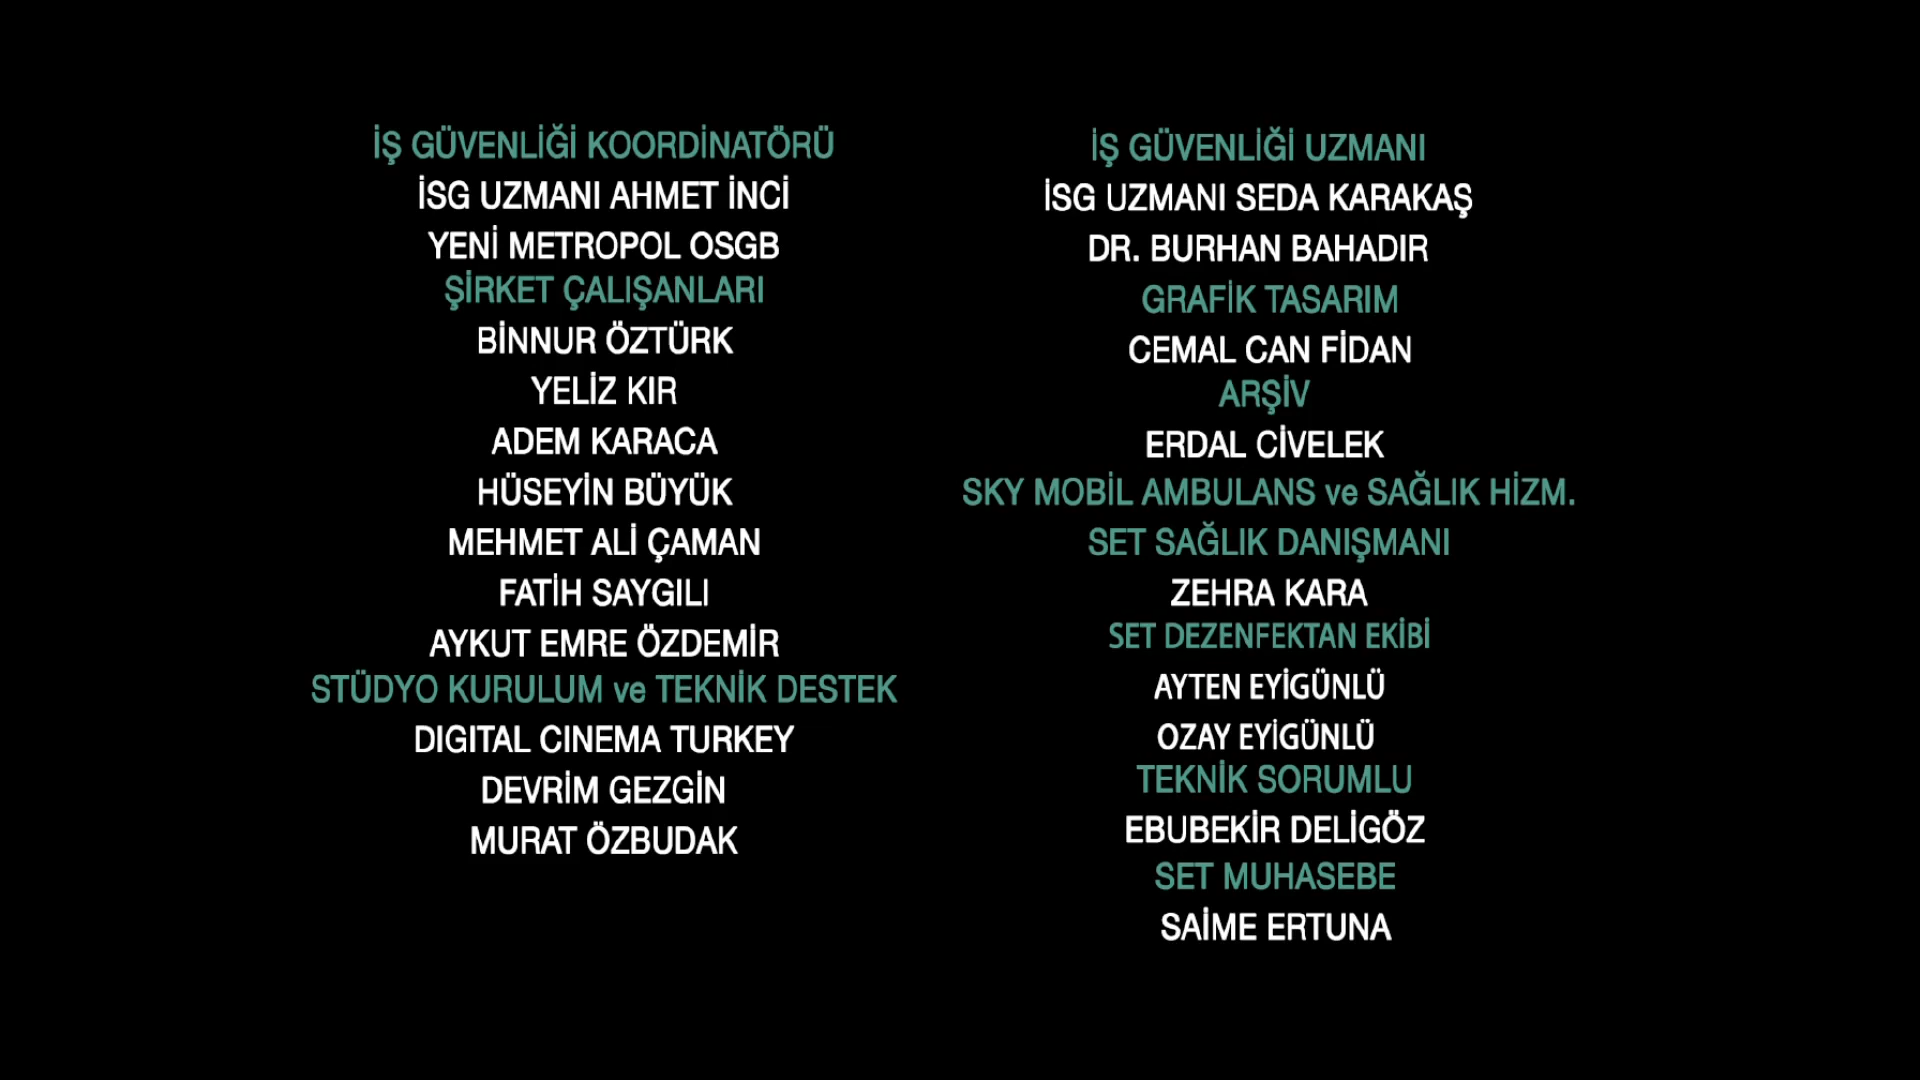 İŞ GÜVENLİĞİ KOORDİNATÖRÜ
İSG UZMANI AHMET İNCİ
YENİ METROPOL OSGB
ŞİRKET ÇALIŞANLARI
BİNNUR ÖZTÜRK
YELİZ KIR
ADEM KARACA
HÜSEYİN BÜYÜK
MEHMET ALİ ÇAMAN
FATİH SAYGILI
AYKUT EMRE ÖZDEMİR
STÜDYO KURULUM ve TEKNİK DESTEK
DIGITAL CINEMA TURKEY
DEVRİM GEZGİN
MURAT ÖZBUDAK
İŞ GÜVENLİĞİ UZMANI
İSG UZMANI SEDA KARAKAŞ
DR. BURHAN BAHADIR
GRAFİK TASARIM
CEMAL CAN FİDAN
ARŞİV
ERDAL CİVELEK
SKY MOBİL AMBULANS ve SAĞLIK HİZM.
SET SAĞLIK DANIŞMANI
ZEHRA KARA
SET DEZENFEKTAN EKİBİ
AYTEN EYİGÜNLÜ
OZAY EYİGÜNLÜ
TEKNİK SORUMLU
EBUBEKİR DELİGÖZ
SET MUHASEBE
SAİME ERTUNA